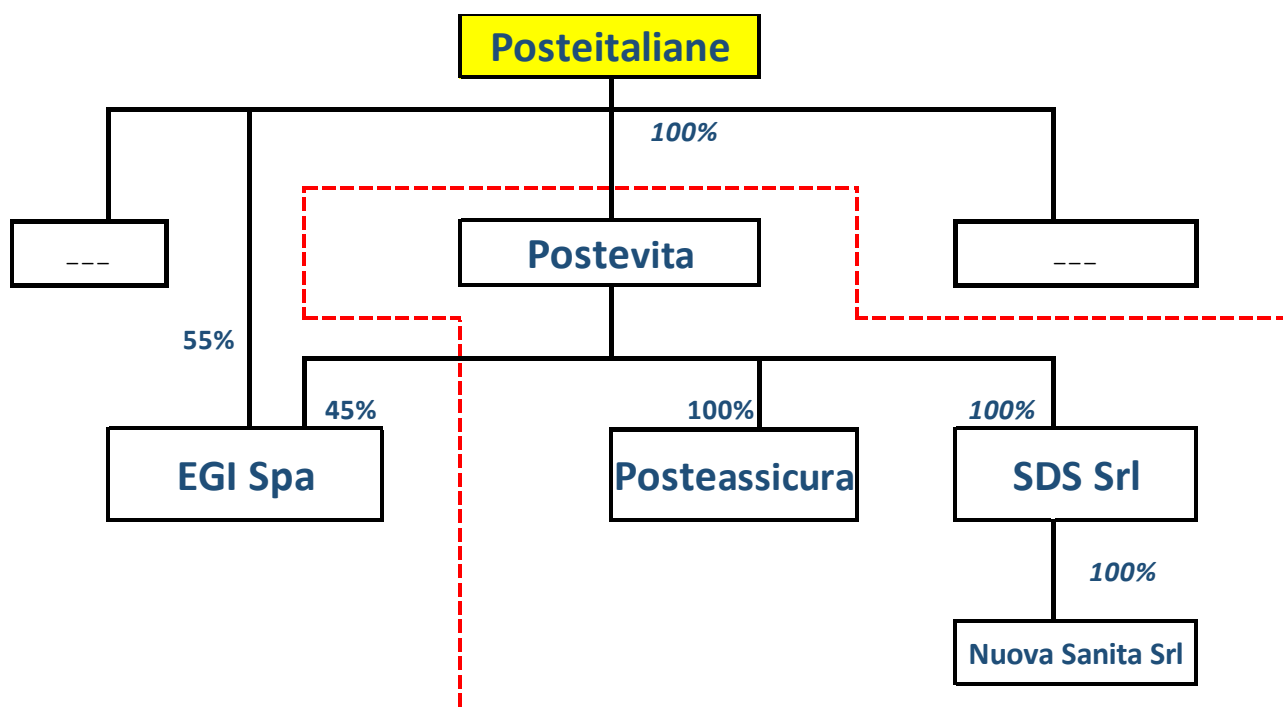 Posteitaliane
100%
___
Postevita
___
55%
45%
100%
100%
EGI Spa
Posteassicura
SDS Srl
100%
Nuova Sanita Srl